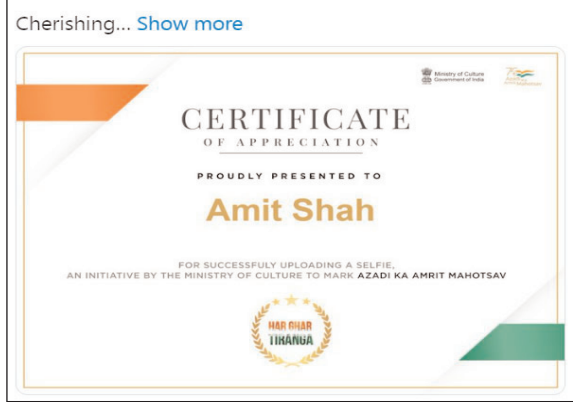 Cherishing... Show more
Ministry of Culture
Government of India
CERTIFICATE
OF APPRECIATION
PROUDLY PRESENTED TO
Amit Shah
FOR SUCCESSFULY UPLOADING A SELFIE,
AN INITIATIVE BY THE MINISTRY OF CULTURE TO MARK AZADI KA AMRIT MAHOTSAV
HAR GHAR
TIRANGA